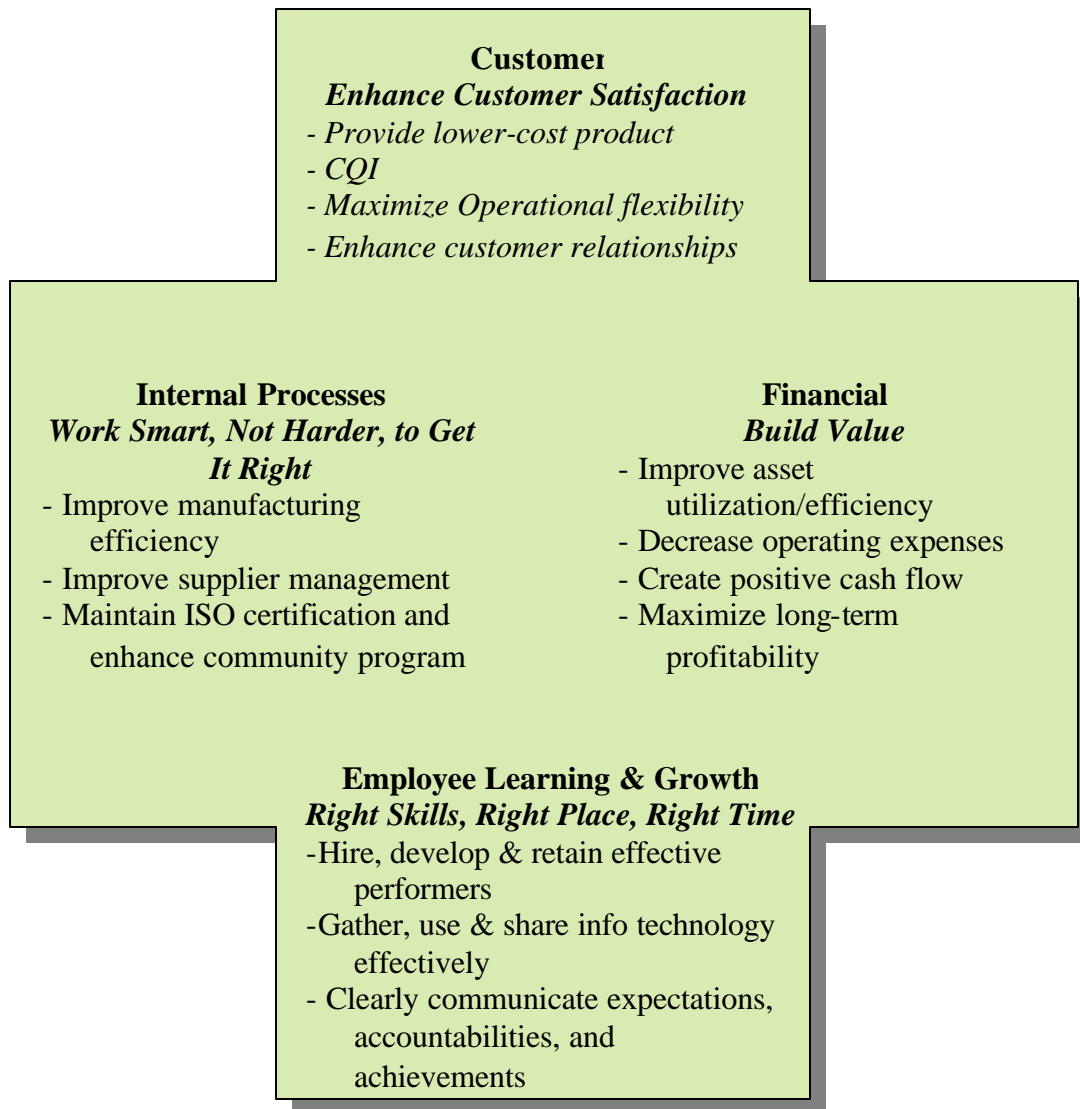 Customer
Enhance Customer Satisfaction
- Provide lower-cost product
- CQI
- Maximize Operational flexibility
- Enhance customer relationships
Internal Processes
Work Smart, Not Harder, to Get
It Right
- Improve manufacturing
efficiency
- Improve supplier management
- Maintain ISO certification and
enhance community program
Financial
Build Value
- Improve asset
utilization/efficiency
- Decrease operating expenses
- Create positive cash flow
- Maximize long-term
profitability
Employee Learning & Growth
Right Skills, Right Place, Right Time
-Hire, develop & retain effective
performers
-Gather, use & share info technology
effectively
- Clearly communicate expectations,
accountabilities, and
achievements